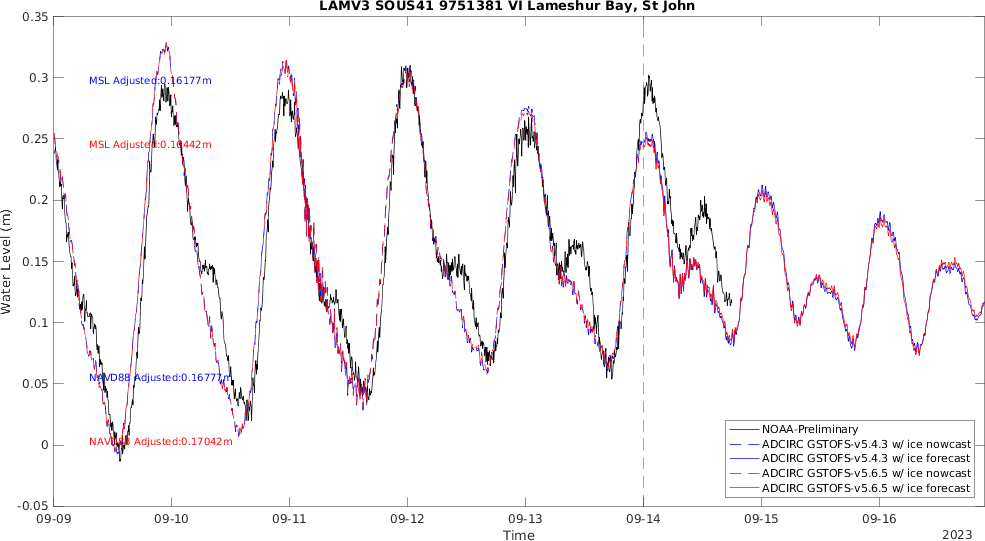 LAMV3 SOUS41 9751381 VI Lameshur Bay, St John
0.35
0.3
0.25
0.2
0.15
0.1
0.05
0
-0.05
Water Level (m)
MSL Adjusted:0.16177m
MSL Adjusted:0.16442m
NAVD88 Adjusted:0.16777m
NAVD88 Adjusted:0.17042m
NOAA-Preliminary
ADCIRC GSTOFS-v5.4.3 w/ ice nowcast
ADCIRC GSTOFS-v5.4.3 w/ ice forecast
ADCIRC GSTOFS-v5.6.5 w/ ice nowcast
ADCIRC GSTOFS-v5.6.5 w/ ice forecast
09-09 09-10 09-11 09-12 09-13 09-14 09-15 09-16
Time
2023